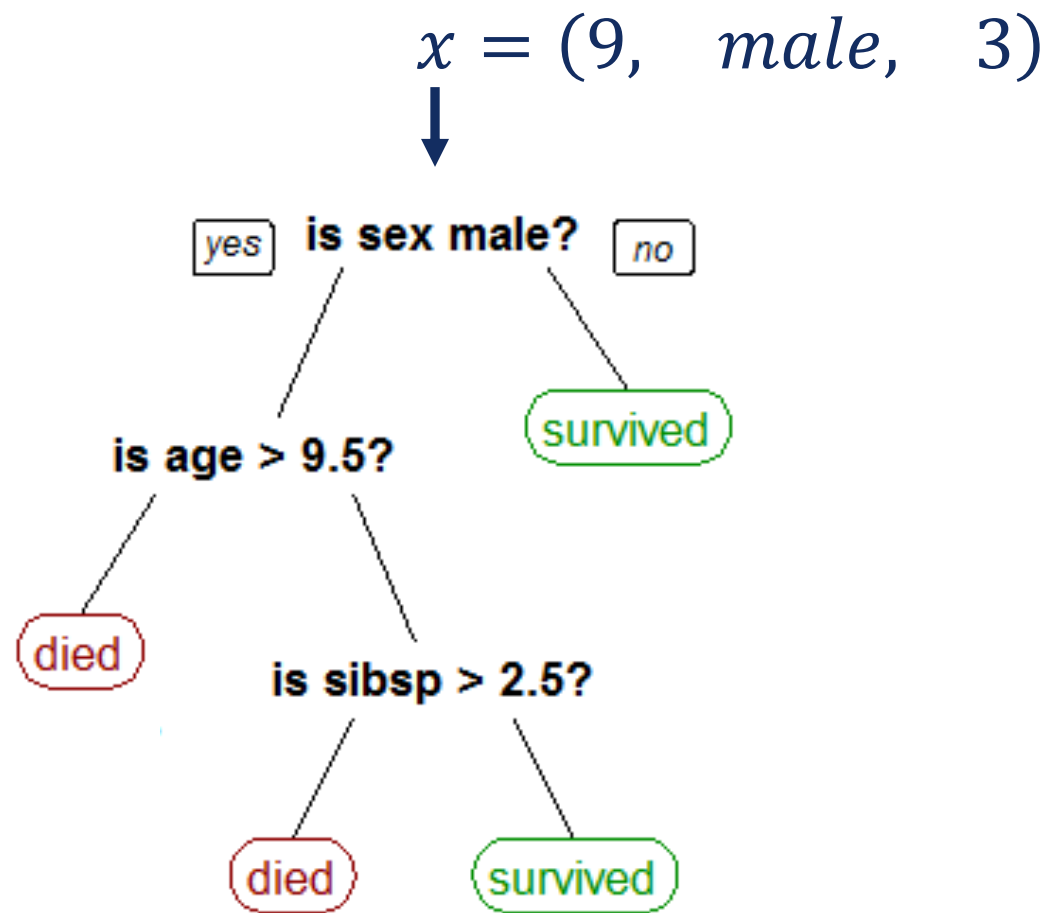 x = (9, male, 3)
yes is sex male? no
survived
is age > 9.5?
died
is sibsp > 2.5?
died survived